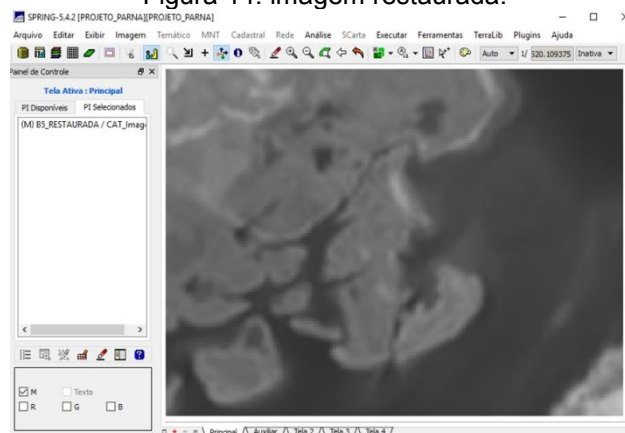 Figura 11: Imagem restaurada.
SPRING-5.4.2 [PROJETO_PARNA][PROJETO_PARNA]
Arquivo Editar Exibir Imagem Temático MNT Cadastral Rede Análise SCarta Executar Ferramentas TerraLib Plugins Ajuda
Auto 1/ 520.109375 Inativa
Painel de Controle
Tela Ativa : Principal
PI Disponíveis PI Selecionados
(M) B5_RESTAURADA / CAT_Imag
M Texto
R G B
Principal Auxiliar Tela 2 Tela 3 Tela 4